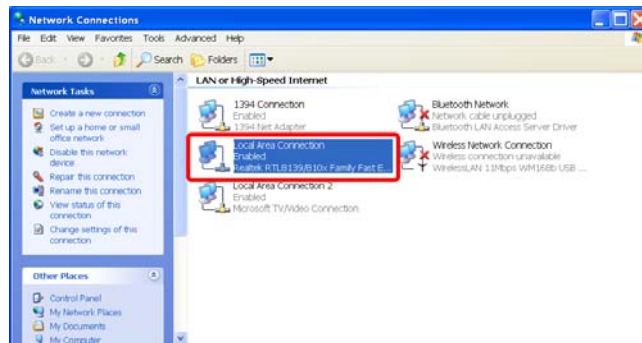 Network Connections
File Edit View Favorites Tools Advanced Help
Back Search Folders
Network Tasks
Create a new connection
Set up a home or small
office network
Disable this network
device
Repair this connection
Rename this connection
View status of this
connection
Change settings of this
connection
Other Places
Control Panel
My Network Places
My Documents
My Computer
LAN or High-Speed Internet
1394 Connection
Enabled
1394 Net Adapter
Bluetooth Network
Network cable unplugged
Bluetooth LAN Access Server Driver
Local Area Connection
Enabled
Realtek RTL8139/810x Family Fast E...
Wireless Network Connection
Wireless connection unavailable
WirelessLAN 11Mbps WM168b USB ...
Local Area Connection 2
Enabled
Microsoft TV/Video Connection